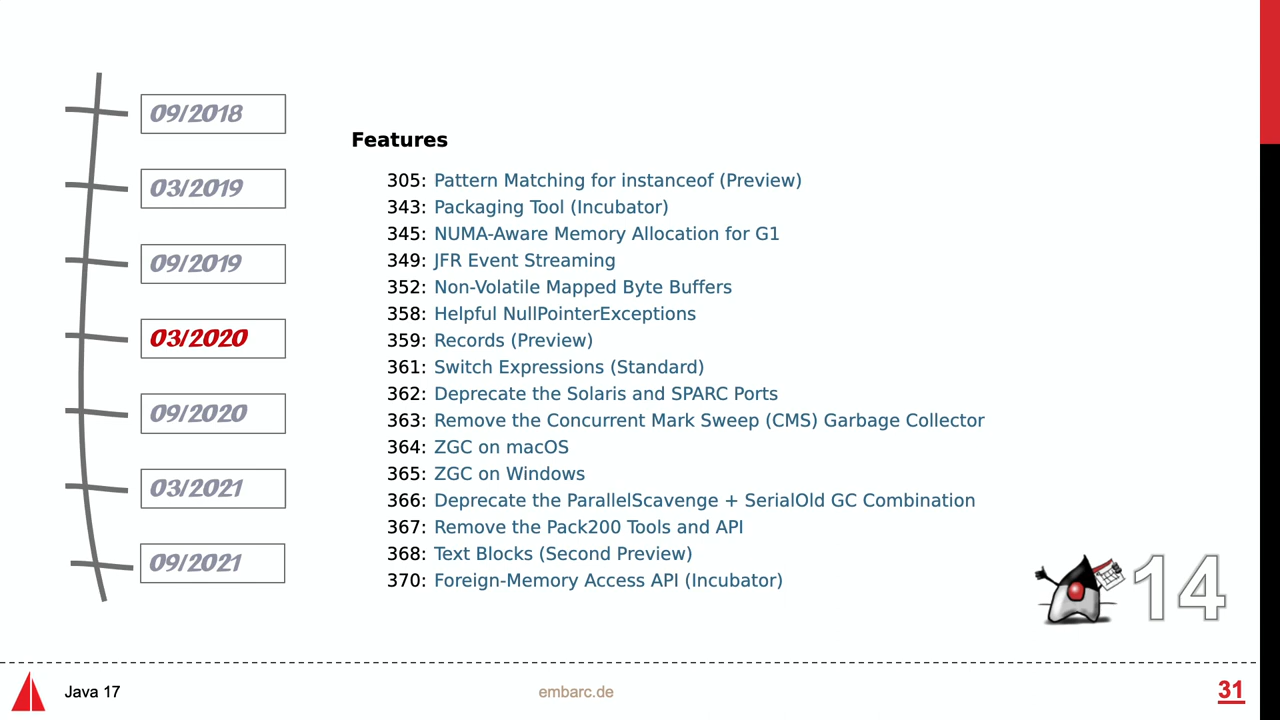 09/2018
03/2019
09/2019
03/2020
09/2020
03/2021
09/2021
Features
305: Pattern Matching for instanceof (Preview)
343: Packaging Tool (Incubator)
345: NUMA-Aware Memory Allocation for G1
349: JFR Event Streaming
352: Non-Volatile Mapped Byte Buffers
358: Helpful NullPointerExceptions
359: Records (Preview)
361: Switch Expressions (Standard)
362: Deprecate the Solaris and SPARC Ports
363: Remove the Concurrent Mark Sweep (CMS) Garbage Collector
364: ZGC on macOS
365: ZGC on Windows
366: Deprecate the ParallelScavenge + SerialOld GC Combination
367: Remove the Pack200 Tools and API
368: Text Blocks (Second Preview)
370: Foreign-Memory Access API (Incubator)
14
Java 17
embarc.de
31